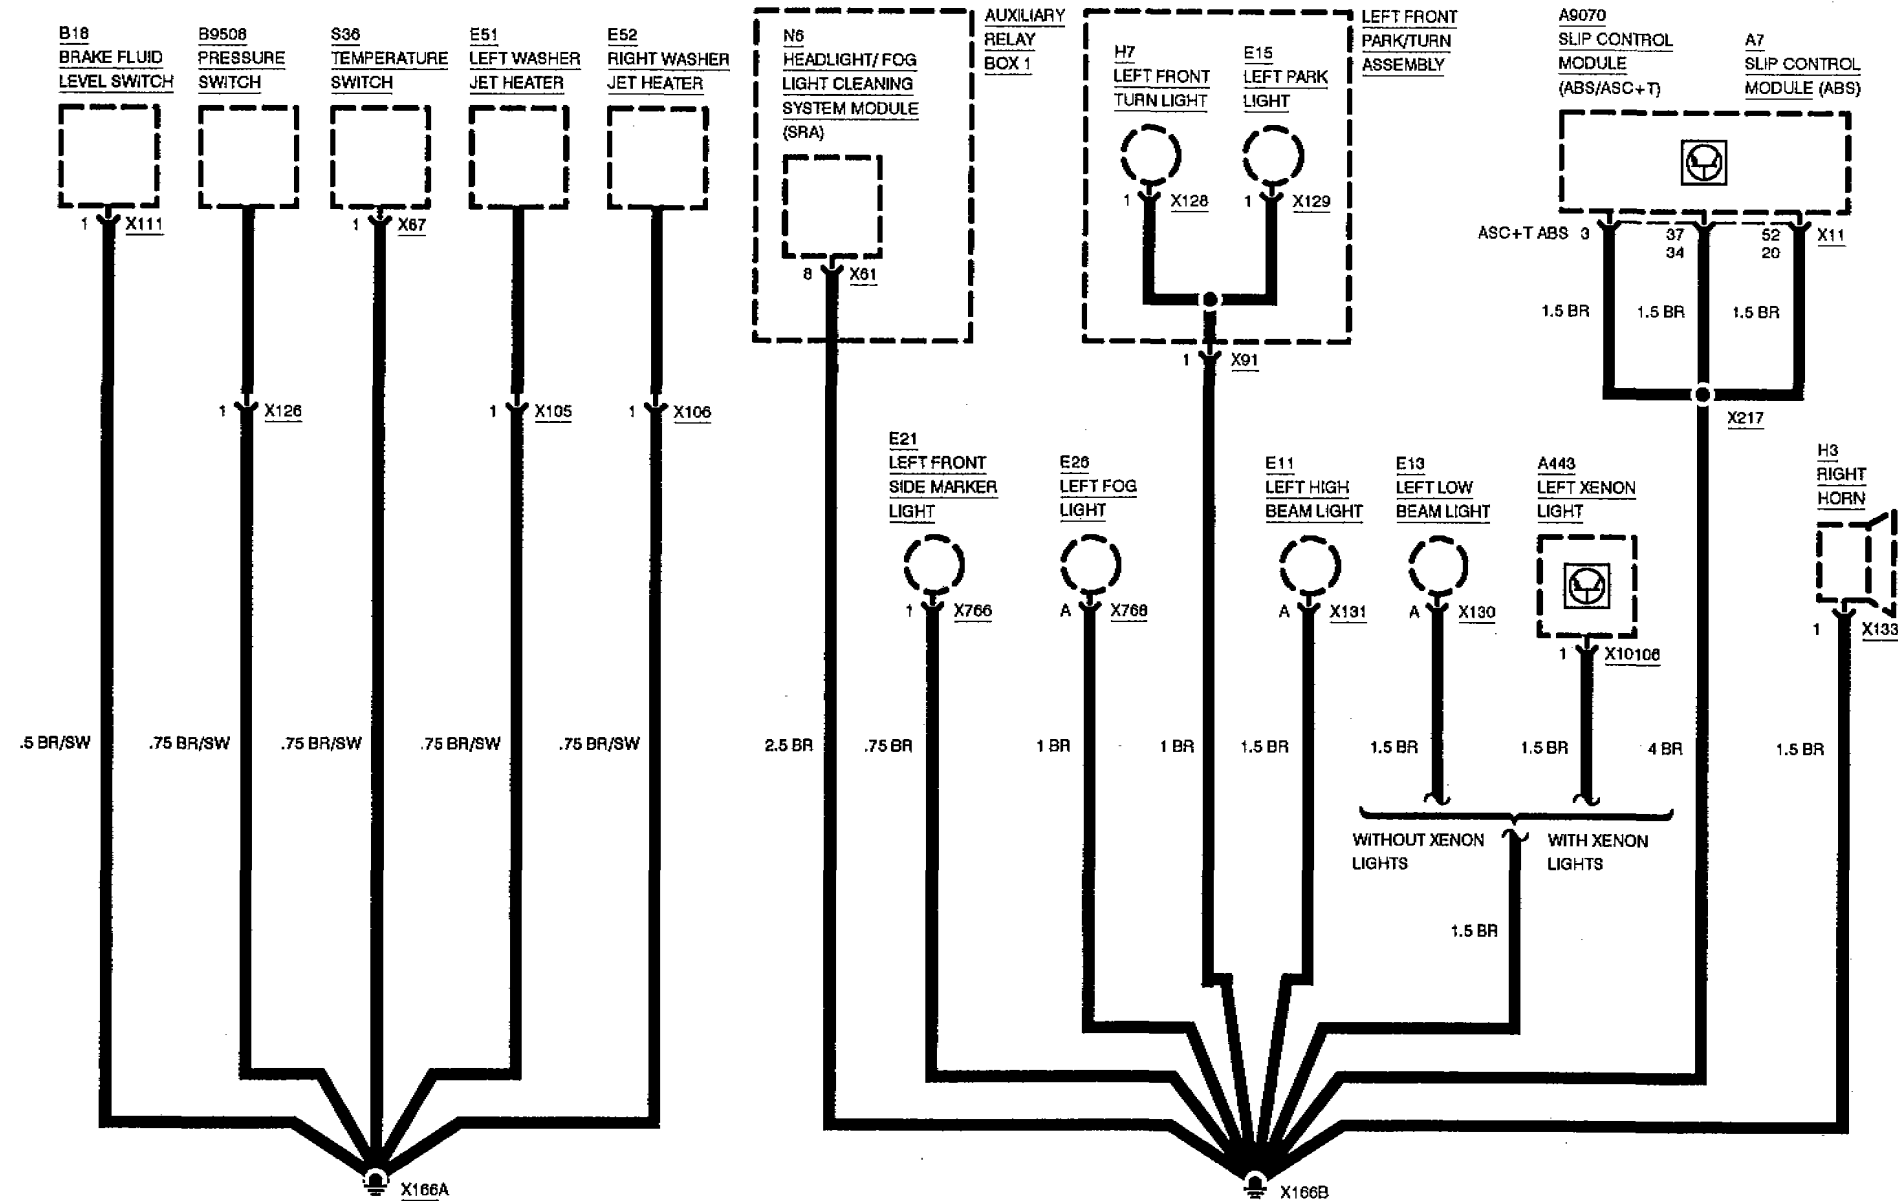 B18
BRAKE FLUID
LEVEL SWITCH
B9508
PRESSURE
SWITCH
S36
TEMPERATURE
SWITCH
E51
LEFT WASHER
JET HEATER
E52
RIGHT WASHER
JET HEATER
N6
HEADLIGHT/ FOG
LIGHT CLEANING
SYSTEM MODULE
(SRA)
AUXILIARY
RELAY
BOX 1
H7
LEFT FRONT
TURN LIGHT
E15
LEFT PARK
LIGHT
LEFT FRONT
PARK/TURN
ASSEMBLY
A9070
SLIP CONTROL
MODULE
(ABS/ASC+T)
A7
SLIP CONTROL
MODULE (ABS)
1 X111
1 X67
8 X61
1 X128
1 X129
ASC+T ABS 3
37
34
52
20
X11
1.5 BR
1.5 BR
1.5 BR
1 X91
1 X126
1 X105
1 X106
X217
E21
LEFT FRONT
SIDE MARKER
LIGHT
E26
LEFT FOG
LIGHT
E11
LEFT HIGH
BEAM LIGHT
E13
LEFT LOW
BEAM LIGHT
A443
LEFT XENON
LIGHT
H3
RIGHT
HORN
1 X766
A X768
A X131
A X130
1 X10106
1 X133
.5 BR/SW
.75 BR/SW
.75 BR/SW
.75 BR/SW
.75 BR/SW
2.5 BR
.75 BR
1 BR
1 BR
1.5 BR
1.5 BR
1.5 BR
4 BR
1.5 BR
WITHOUT XENON
LIGHTS
WITH XENON
LIGHTS
1.5 BR
X166A
X166B